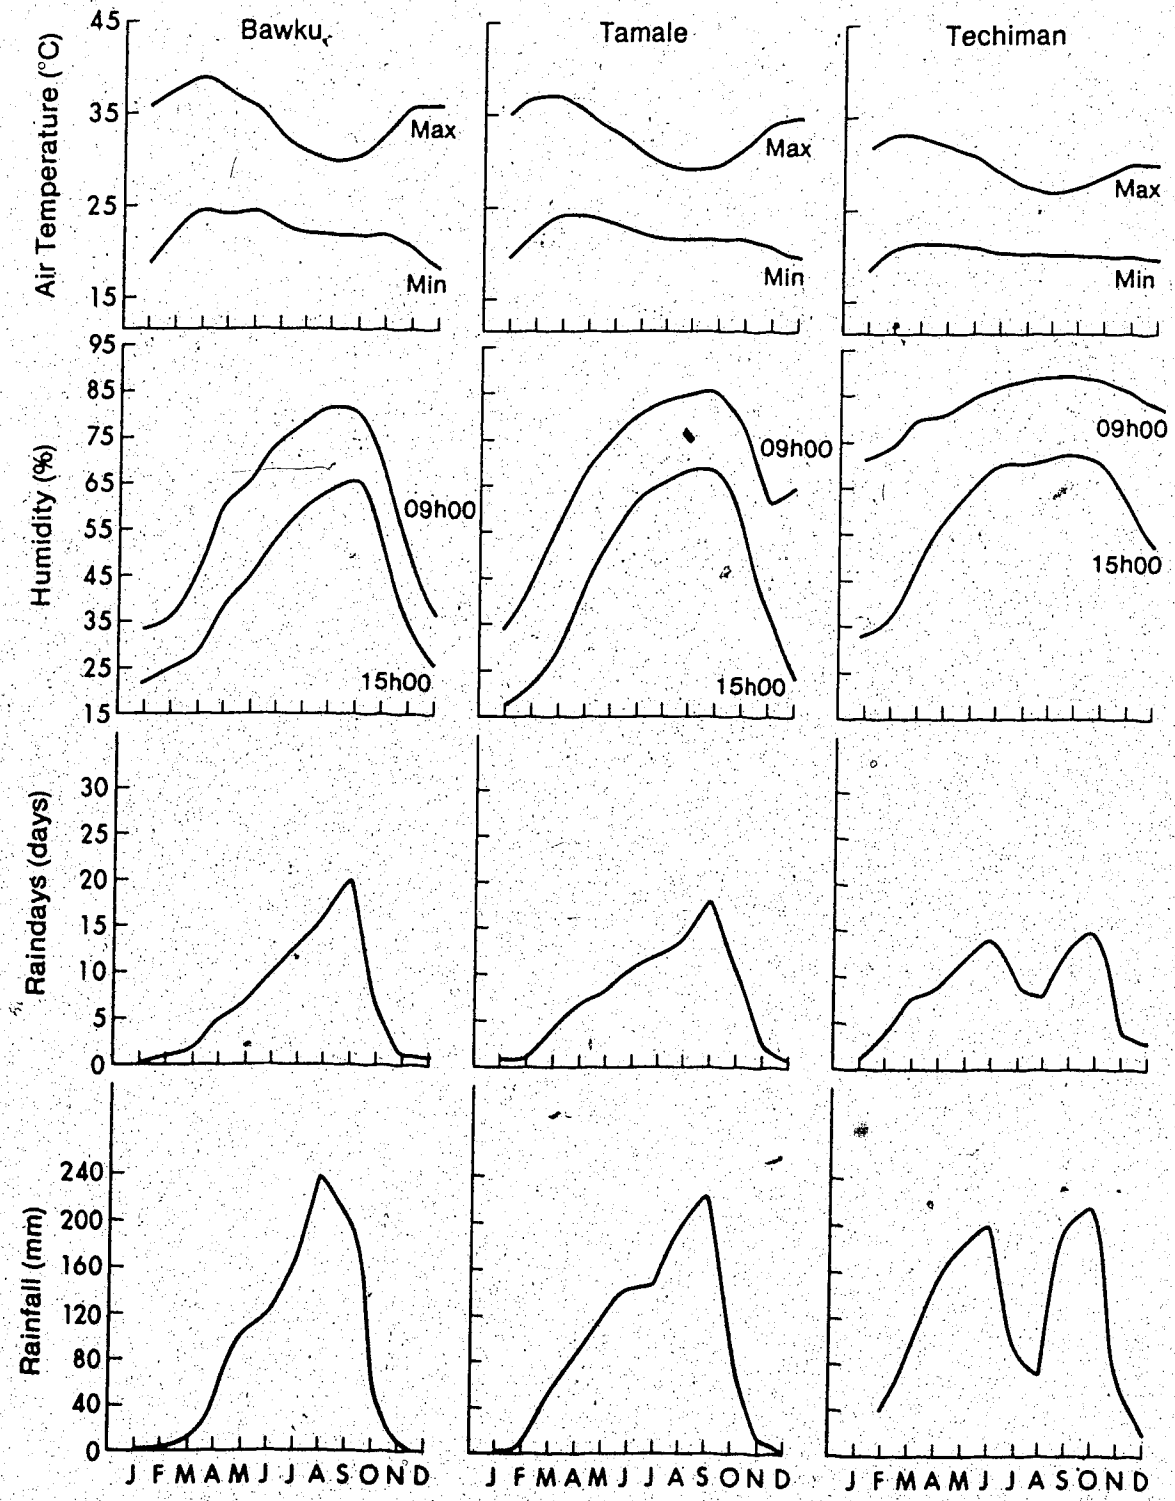 Bawku
Tamale
Techiman
Air Temperature (°C)
45
35
25
15
Max
Min
Max
Min
Max
Min
Humidity (%)
95
85
75
65
55
45
35
25
15
09h00
15h00
09h00
15h00
09h00
15h00
Raindays (days)
30
25
20
15
10
5
0
Rainfall (mm)
240
200
160
120
80
40
0
J F M A M J J A S O N D
J F M A M J J A S O N D
J F M A M J J A S O N D